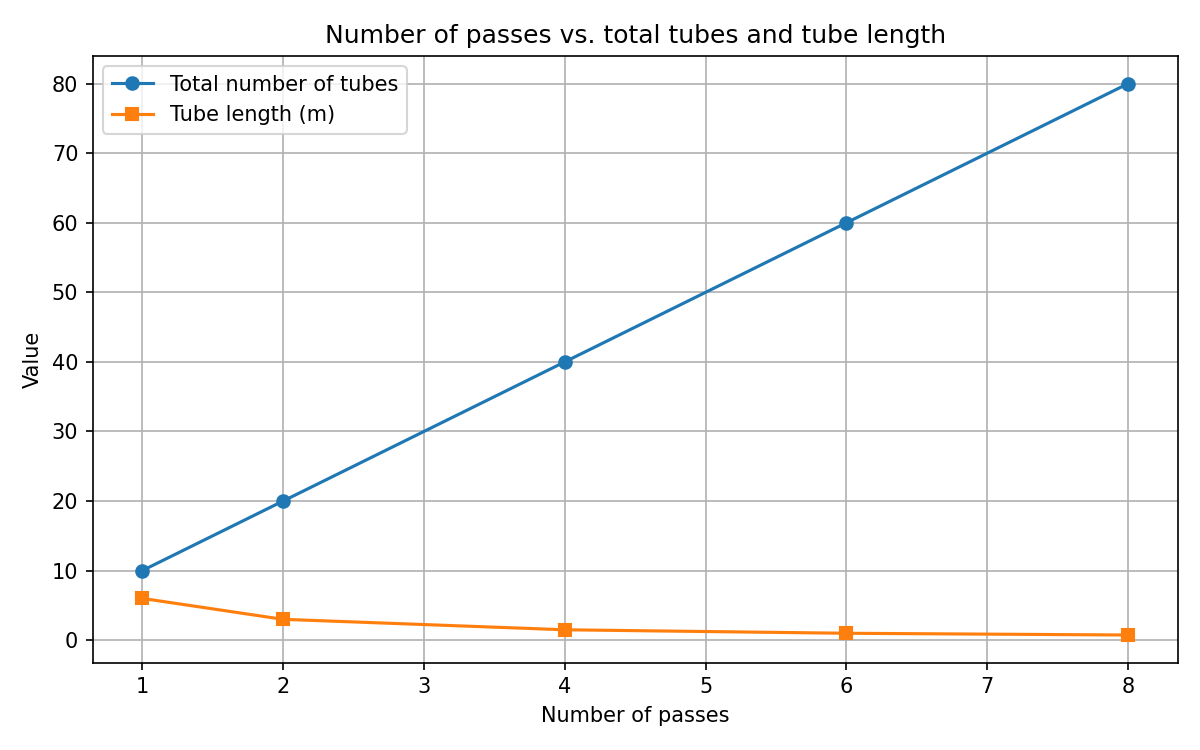 Number of passes vs. total tubes and tube length
Total number of tubes
Tube length (m)
Value
80
70
60
50
40
30
20
10
0
1 2 3 4 5 6 7 8
Number of passes